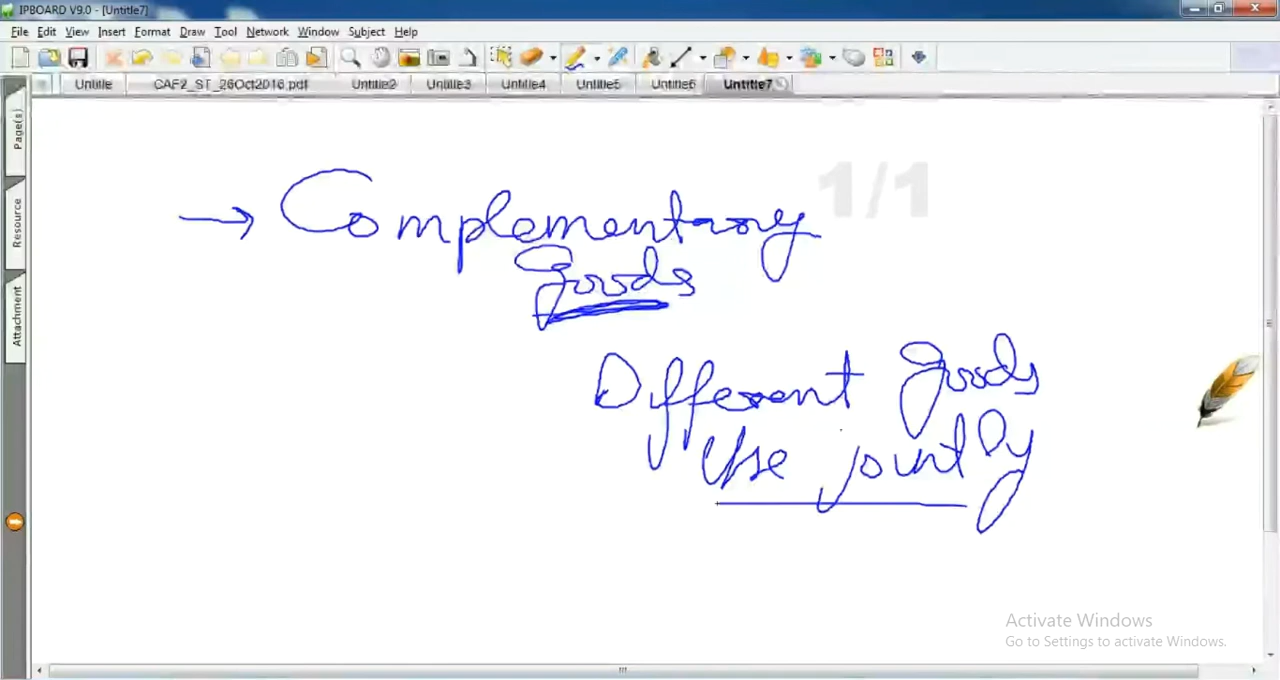 IPBOARD V9.0 - [Untitle7]
File Edit View Insert Format Draw Tool Network Window Subject Help
Untitle CAF2_ST_26Oct2016.pdf Untitle2 Untitle3 Untitle4 Untitle5 Untitle6 Untitle7
Page(s)
Resource
Attachment
1/1
→ Complementary
goods
Different goods
Use jointly
Activate Windows
Go to Settings to activate Windows.